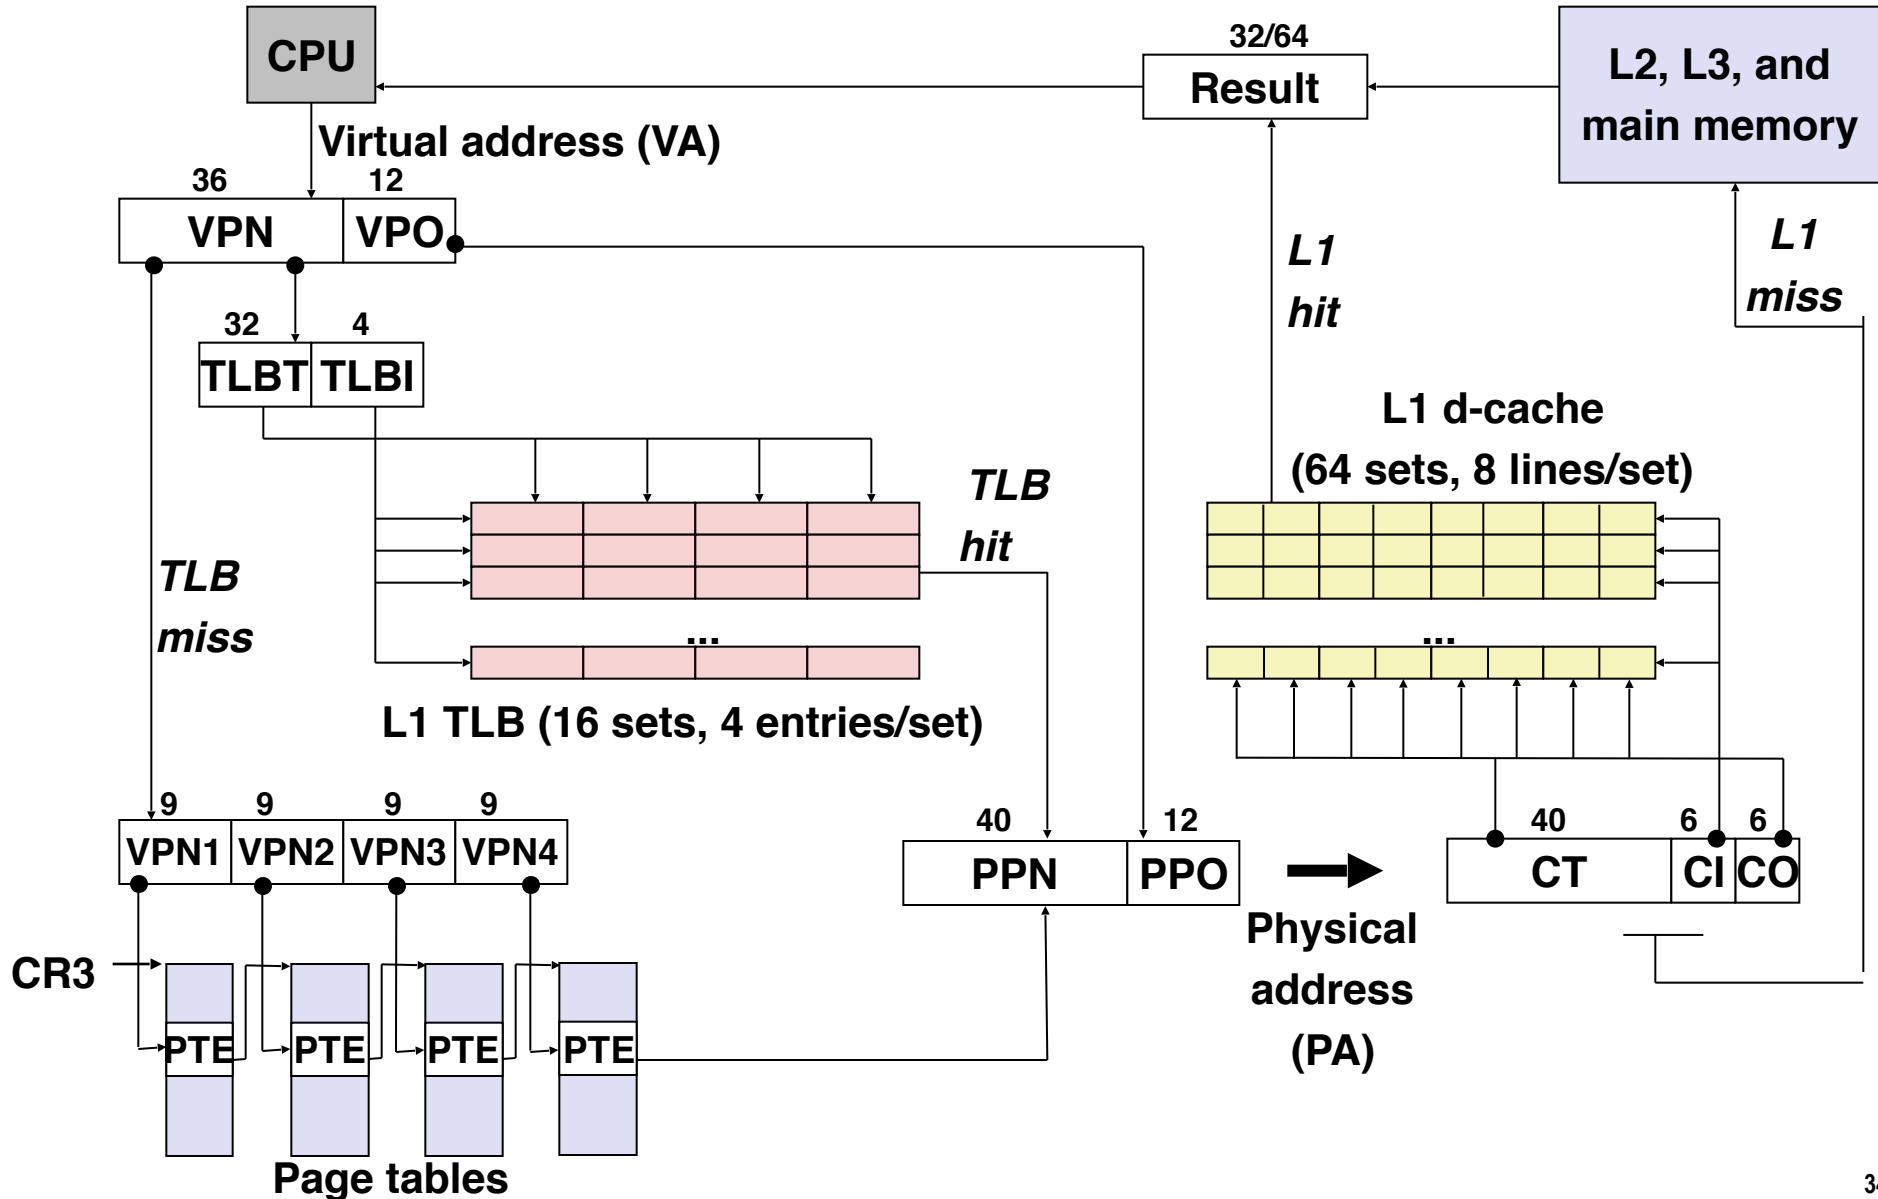 CPU
32/64
Result
L2, L3, and
main memory
Virtual address (VA)
36
12
VPN
VPO
L1
hit
L1
miss
32
4
TLBT
TLBI
L1 d-cache
(64 sets, 8 lines/set)
TLB
hit
TLB
miss
...
...
L1 TLB (16 sets, 4 entries/set)
9
9
9
9
VPN1
VPN2
VPN3
VPN4
40
12
PPN
PPO
40
6
6
CT
CI
CO
Physical
address
(PA)
CR3
PTE
PTE
PTE
PTE
Page tables
34